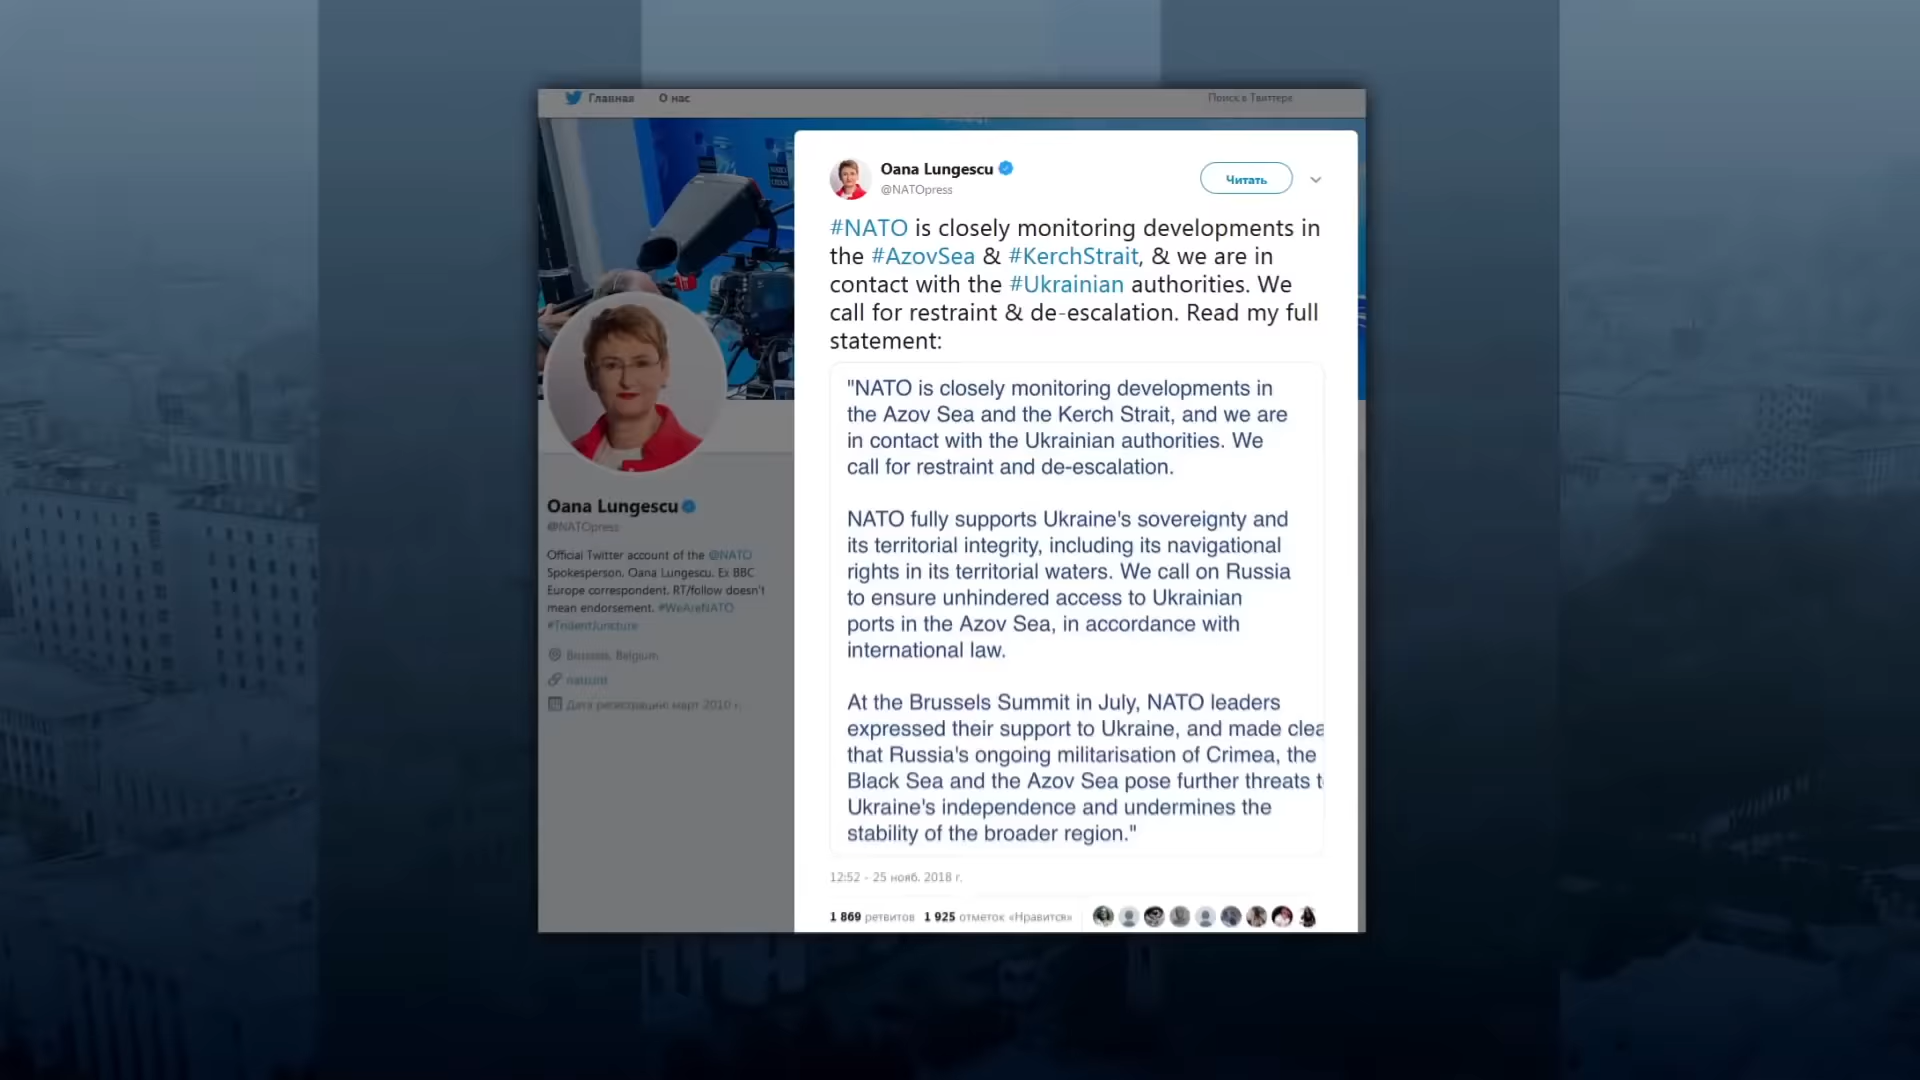 Главная О нас Поиск в Твиттере
Oana Lungescu
@NATOpress
Читать
#NATO is closely monitoring developments in
the #AzovSea & #KerchStrait, & we are in
contact with the #Ukrainian authorities. We
call for restraint & de-escalation. Read my full
statement:
"NATO is closely monitoring developments in
the Azov Sea and the Kerch Strait, and we are
in contact with the Ukrainian authorities. We
call for restraint and de-escalation.
NATO fully supports Ukraine's sovereignty and
its territorial integrity, including its navigational
rights in its territorial waters. We call on Russia
to ensure unhindered access to Ukrainian
ports in the Azov Sea, in accordance with
international law.
At the Brussels Summit in July, NATO leaders
expressed their support to Ukraine, and made clea
that Russia's ongoing militarisation of Crimea, the
Black Sea and the Azov Sea pose further threats t
Ukraine's independence and undermines the
stability of the broader region."
12:52 - 25 нояб. 2018 г.
1 869 ретвитов 1 925 отметок «Нравится»
Oana Lungescu
@NATOpress
Official Twitter account of the @NATO
Spokesperson, Oana Lungescu. Ex BBC
Europe correspondent. RT/follow doesn't
mean endorsement. #WeAreNATO
#TridentJuncture
Brussels, Belgium
nato.int
Дата регистрации: март 2010 г.